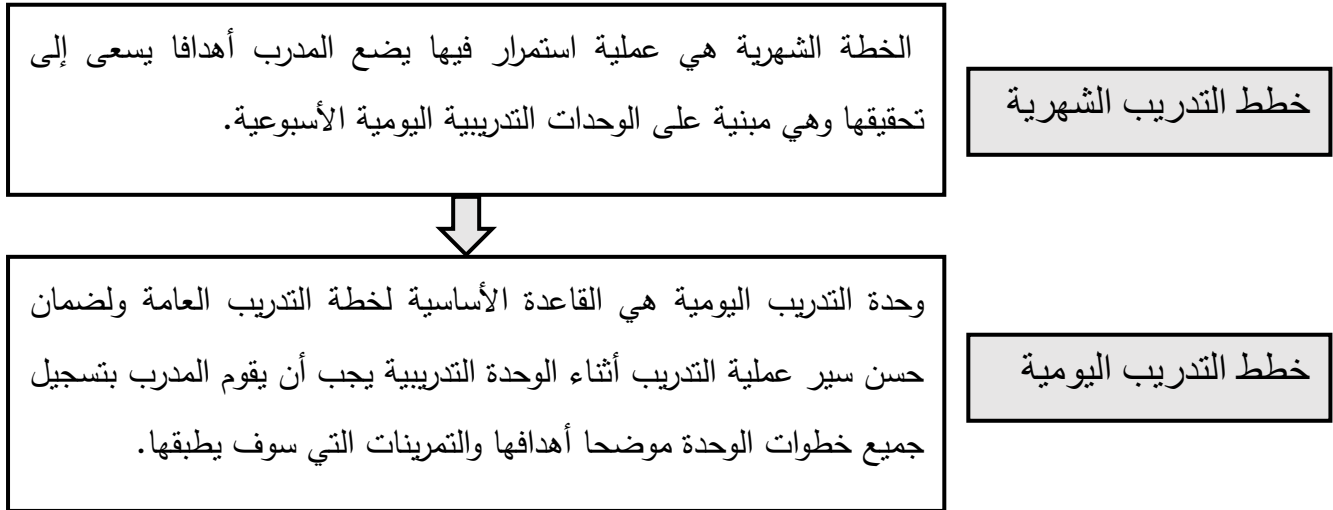 خطط التدريب الشهرية
الخطة الشهرية هي عملية استمرار فيها يضع المدرب أهدافا يسعى إلى
تحقيقها وهي مبنية على الوحدات التدريبية اليومية الأسبوعية.
خطط التدريب اليومية
وحدة التدريب اليومية هي القاعدة الأساسية لخطة التدريب العامة ولضمان
حسن سير عملية التدريب أثناء الوحدة التدريبية يجب أن يقوم المدرب بتسجيل
جميع خطوات الوحدة موضحا أهدافها والتمرينات التي سوف يطبقها.